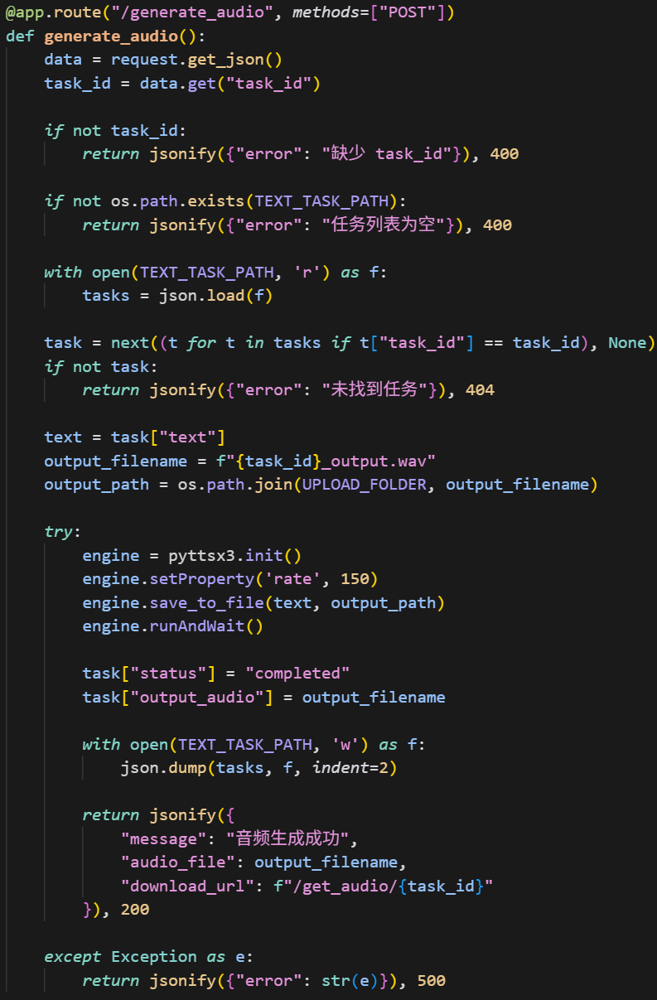 @app.route("/generate_audio", methods=["POST"])
def generate_audio():
    data = request.get_json()
    task_id = data.get("task_id")

    if not task_id:
        return jsonify({"error": "缺少 task_id"}), 400

    if not os.path.exists(TEXT_TASK_PATH):
        return jsonify({"error": "任务列表为空"}), 400

    with open(TEXT_TASK_PATH, 'r') as f:
        tasks = json.load(f)

    task = next((t for t in tasks if t["task_id"] == task_id), None)
    if not task:
        return jsonify({"error": "未找到任务"}), 404

    text = task["text"]
    output_filename = f"{task_id}_output.wav"
    output_path = os.path.join(UPLOAD_FOLDER, output_filename)

    try:
        engine = pyttsx3.init()
        engine.setProperty('rate', 150)
        engine.save_to_file(text, output_path)
        engine.runAndWait()

        task["status"] = "completed"
        task["output_audio"] = output_filename

        with open(TEXT_TASK_PATH, 'w') as f:
            json.dump(tasks, f, indent=2)

        return jsonify({
            "message": "音频生成成功",
            "audio_file": output_filename,
            "download_url": f"/get_audio/{task_id}"
        }), 200

    except Exception as e:
        return jsonify({"error": str(e)}), 500